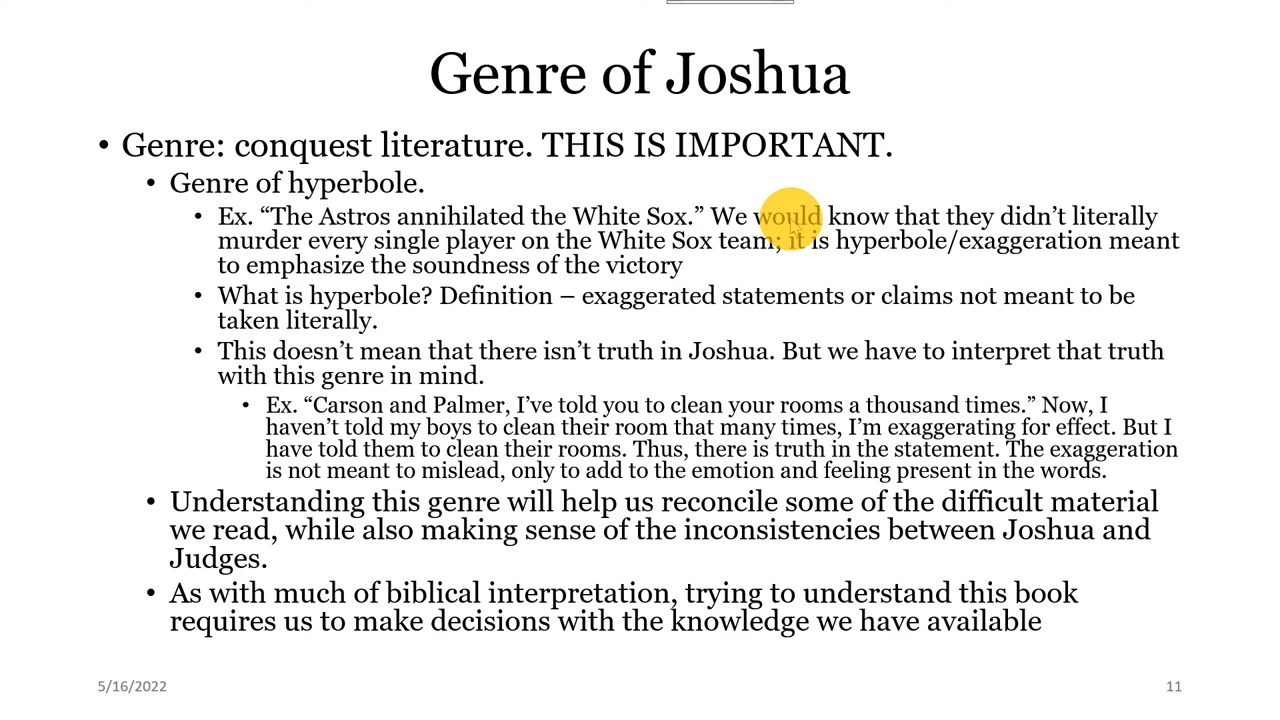 Genre of Joshua
• Genre: conquest literature. THIS IS IMPORTANT.
• Genre of hyperbole.
• Ex. “The Astros annihilated the White Sox.” We would know that they didn’t literally
murder every single player on the White Sox team; it is hyperbole/exaggeration meant
to emphasize the soundness of the victory
• What is hyperbole? Definition – exaggerated statements or claims not meant to be
taken literally.
• This doesn’t mean that there isn’t truth in Joshua. But we have to interpret that truth
with this genre in mind.
• Ex. “Carson and Palmer, I’ve told you to clean your rooms a thousand times.” Now, I
haven’t told my boys to clean their room that many times, I’m exaggerating for effect. But I
have told them to clean their rooms. Thus, there is truth in the statement. The exaggeration
is not meant to mislead, only to add to the emotion and feeling present in the words.
• Understanding this genre will help us reconcile some of the difficult material
we read, while also making sense of the inconsistencies between Joshua and
Judges.
• As with much of biblical interpretation, trying to understand this book
requires us to make decisions with the knowledge we have available
5/16/2022
11